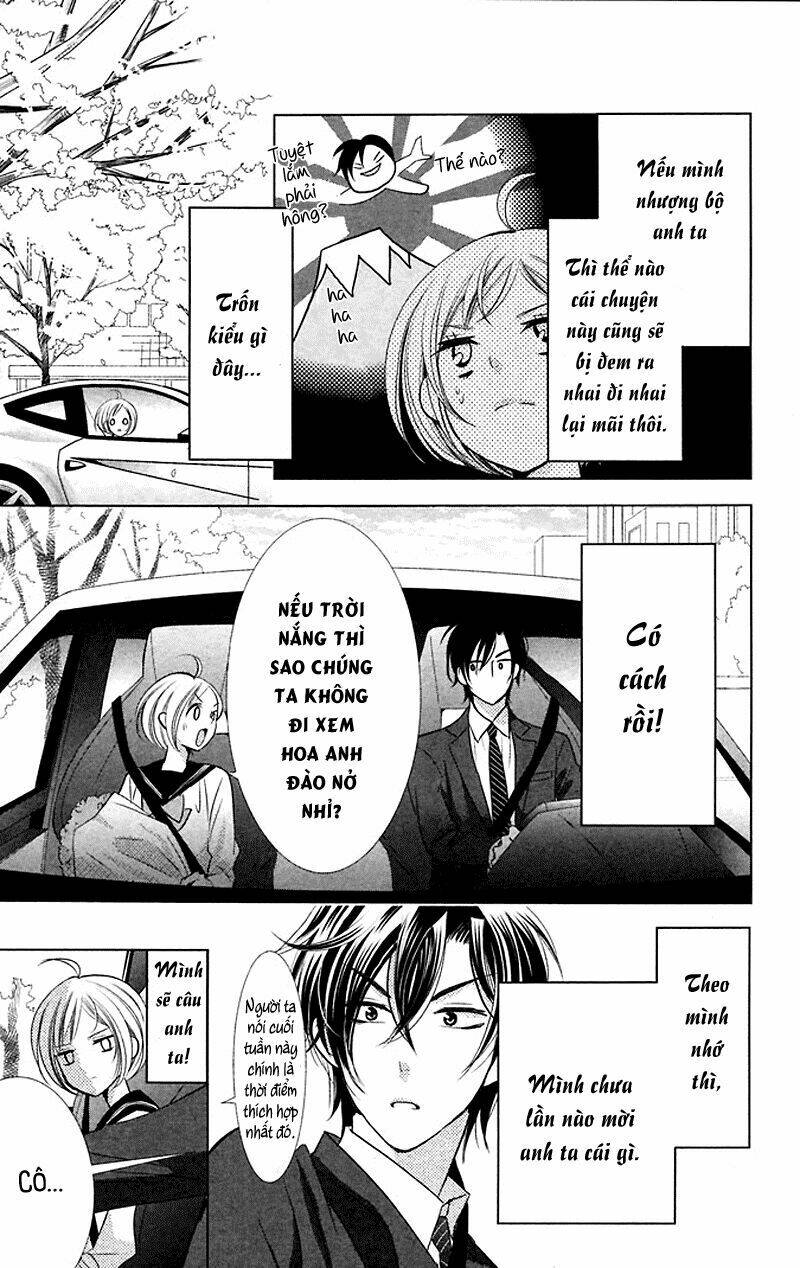 Nếu mình
nhượng bộ
anh ta
Thì thể nào
cái chuyện
này cũng sẽ
bị đem ra
nhai đi nhai
lại mãi thôi.
Thế nào?
Tuyệt
lắm
phải
hông?
ha
ha
ha
Trốn
kiểu gì
đây...
Có
cách
rồi!
NẾU TRỜI
NẮNG THÌ
SAO CHÚNG
TA KHÔNG
ĐI XEM
HOA ANH
ĐÀO NỞ
NHỈ?
Theo
mình
nhớ
thì,
Mình chưa
lần nào mời
anh ta cái gì.
Người ta
nói cuối
tuần này
chính là
thời điểm
thích hợp
nhất đó.
Mình
sẽ câu
anh
ta!
CÔ...